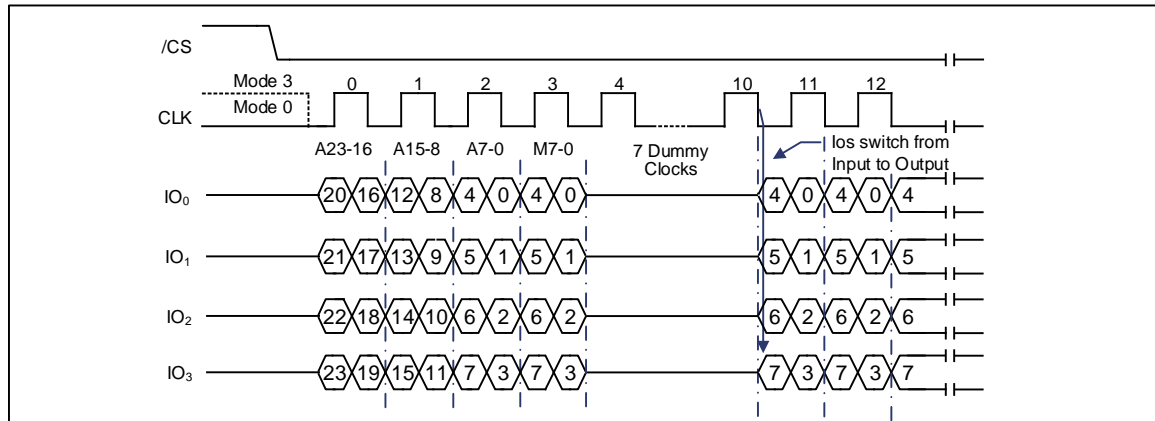 /CS
Mode 3
0 1 2 3 4 10 11 12
Mode 0
CLK
A23-16 A15-8 A7-0 M7-0 7 Dummy
Clocks
Ios switch from
Input to Output
IO0 20 16 12 8 4 0 4 0 4 0 4 0 4
IO1 21 17 13 9 5 1 5 1 5 1 5 1 5
IO2 22 18 14 10 6 2 6 2 6 2 6 2 6
IO3 23 19 15 11 7 3 7 3 7 3 7 3 7